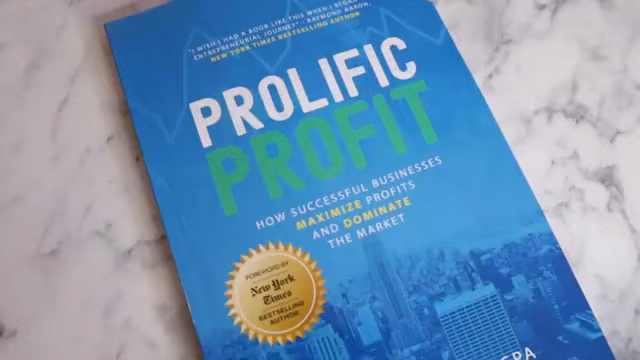 "I WISH I HAD A BOOK LIKE THIS WHEN I BEGAN
ENTREPRENEURIAL JOURNEY" - RAYMOND AARON,
NEW YORK TIMES BESTSELLING AUTHOR
PROLIFIC
PROFIT
HOW SUCCESSFUL BUSINESSES
MAXIMIZE PROFITS
AND DOMINATE
THE MARKET
FOREWORD BY
New York
Times
BESTSELLING
AUTHOR